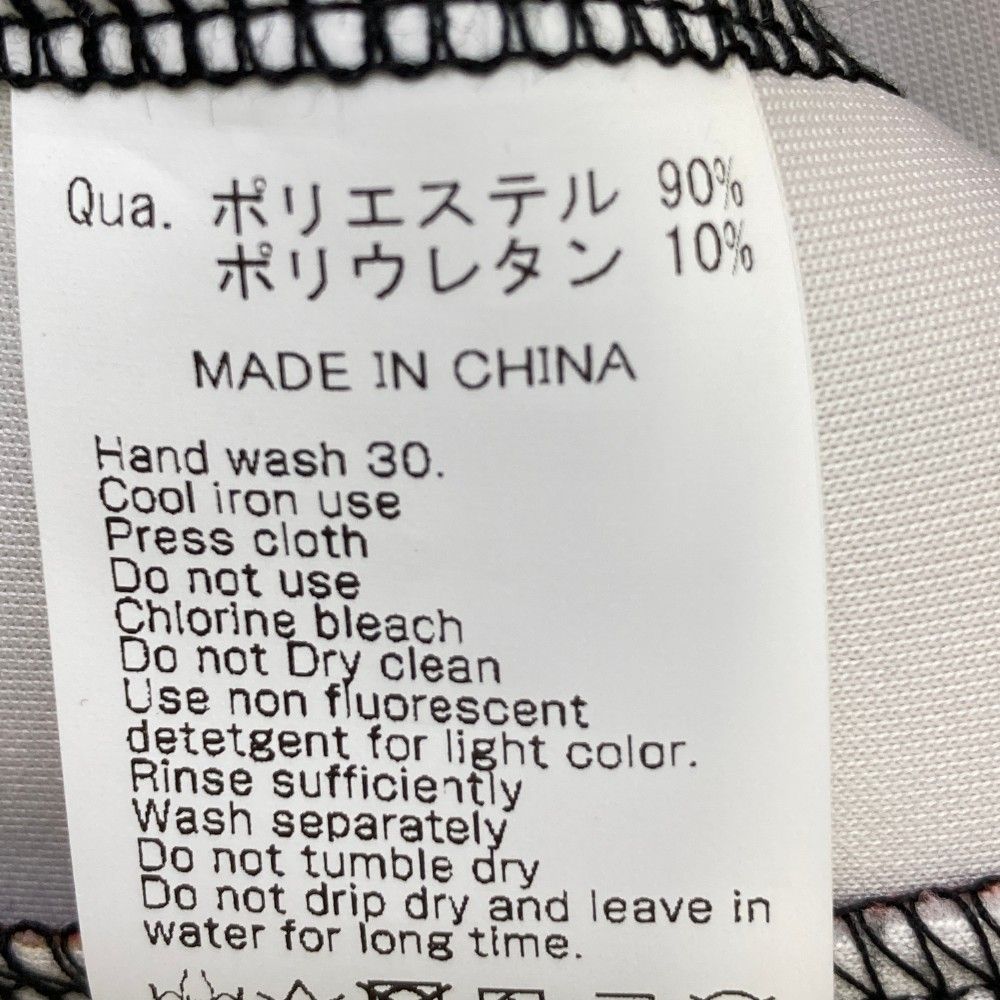 Qua. ポリエステル 90%
ポリウレタン 10%
MADE IN CHINA
Hand wash 30.
Cool iron use
Press cloth
Do not use
Chlorine bleach
Do not Dry clean
Use non fluorescent
detetgent for light color.
Rinse sufficiently
Wash separately
Do not tumble dry
Do not drip dry and leave in
water for long time.